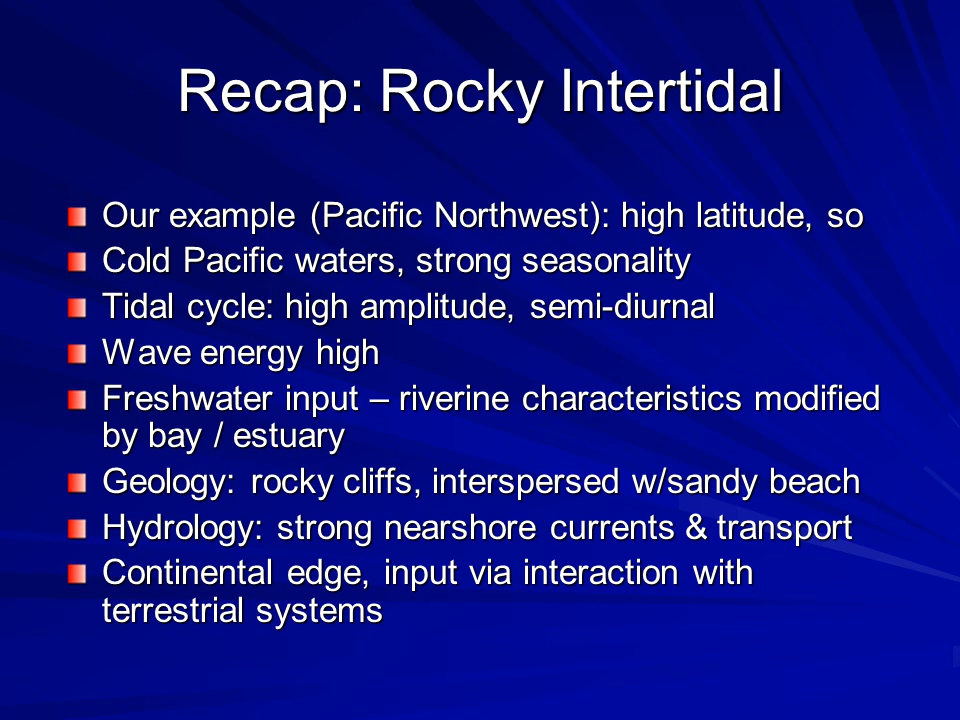 Recap: Rocky Intertidal
Our example (Pacific Northwest): high latitude, so
Cold Pacific waters, strong seasonality
Tidal cycle: high amplitude, semi-diurnal
Wave energy high
Freshwater input – riverine characteristics modified
by bay / estuary
Geology: rocky cliffs, interspersed w/sandy beach
Hydrology: strong nearshore currents & transport
Continental edge, input via interaction with
terrestrial systems